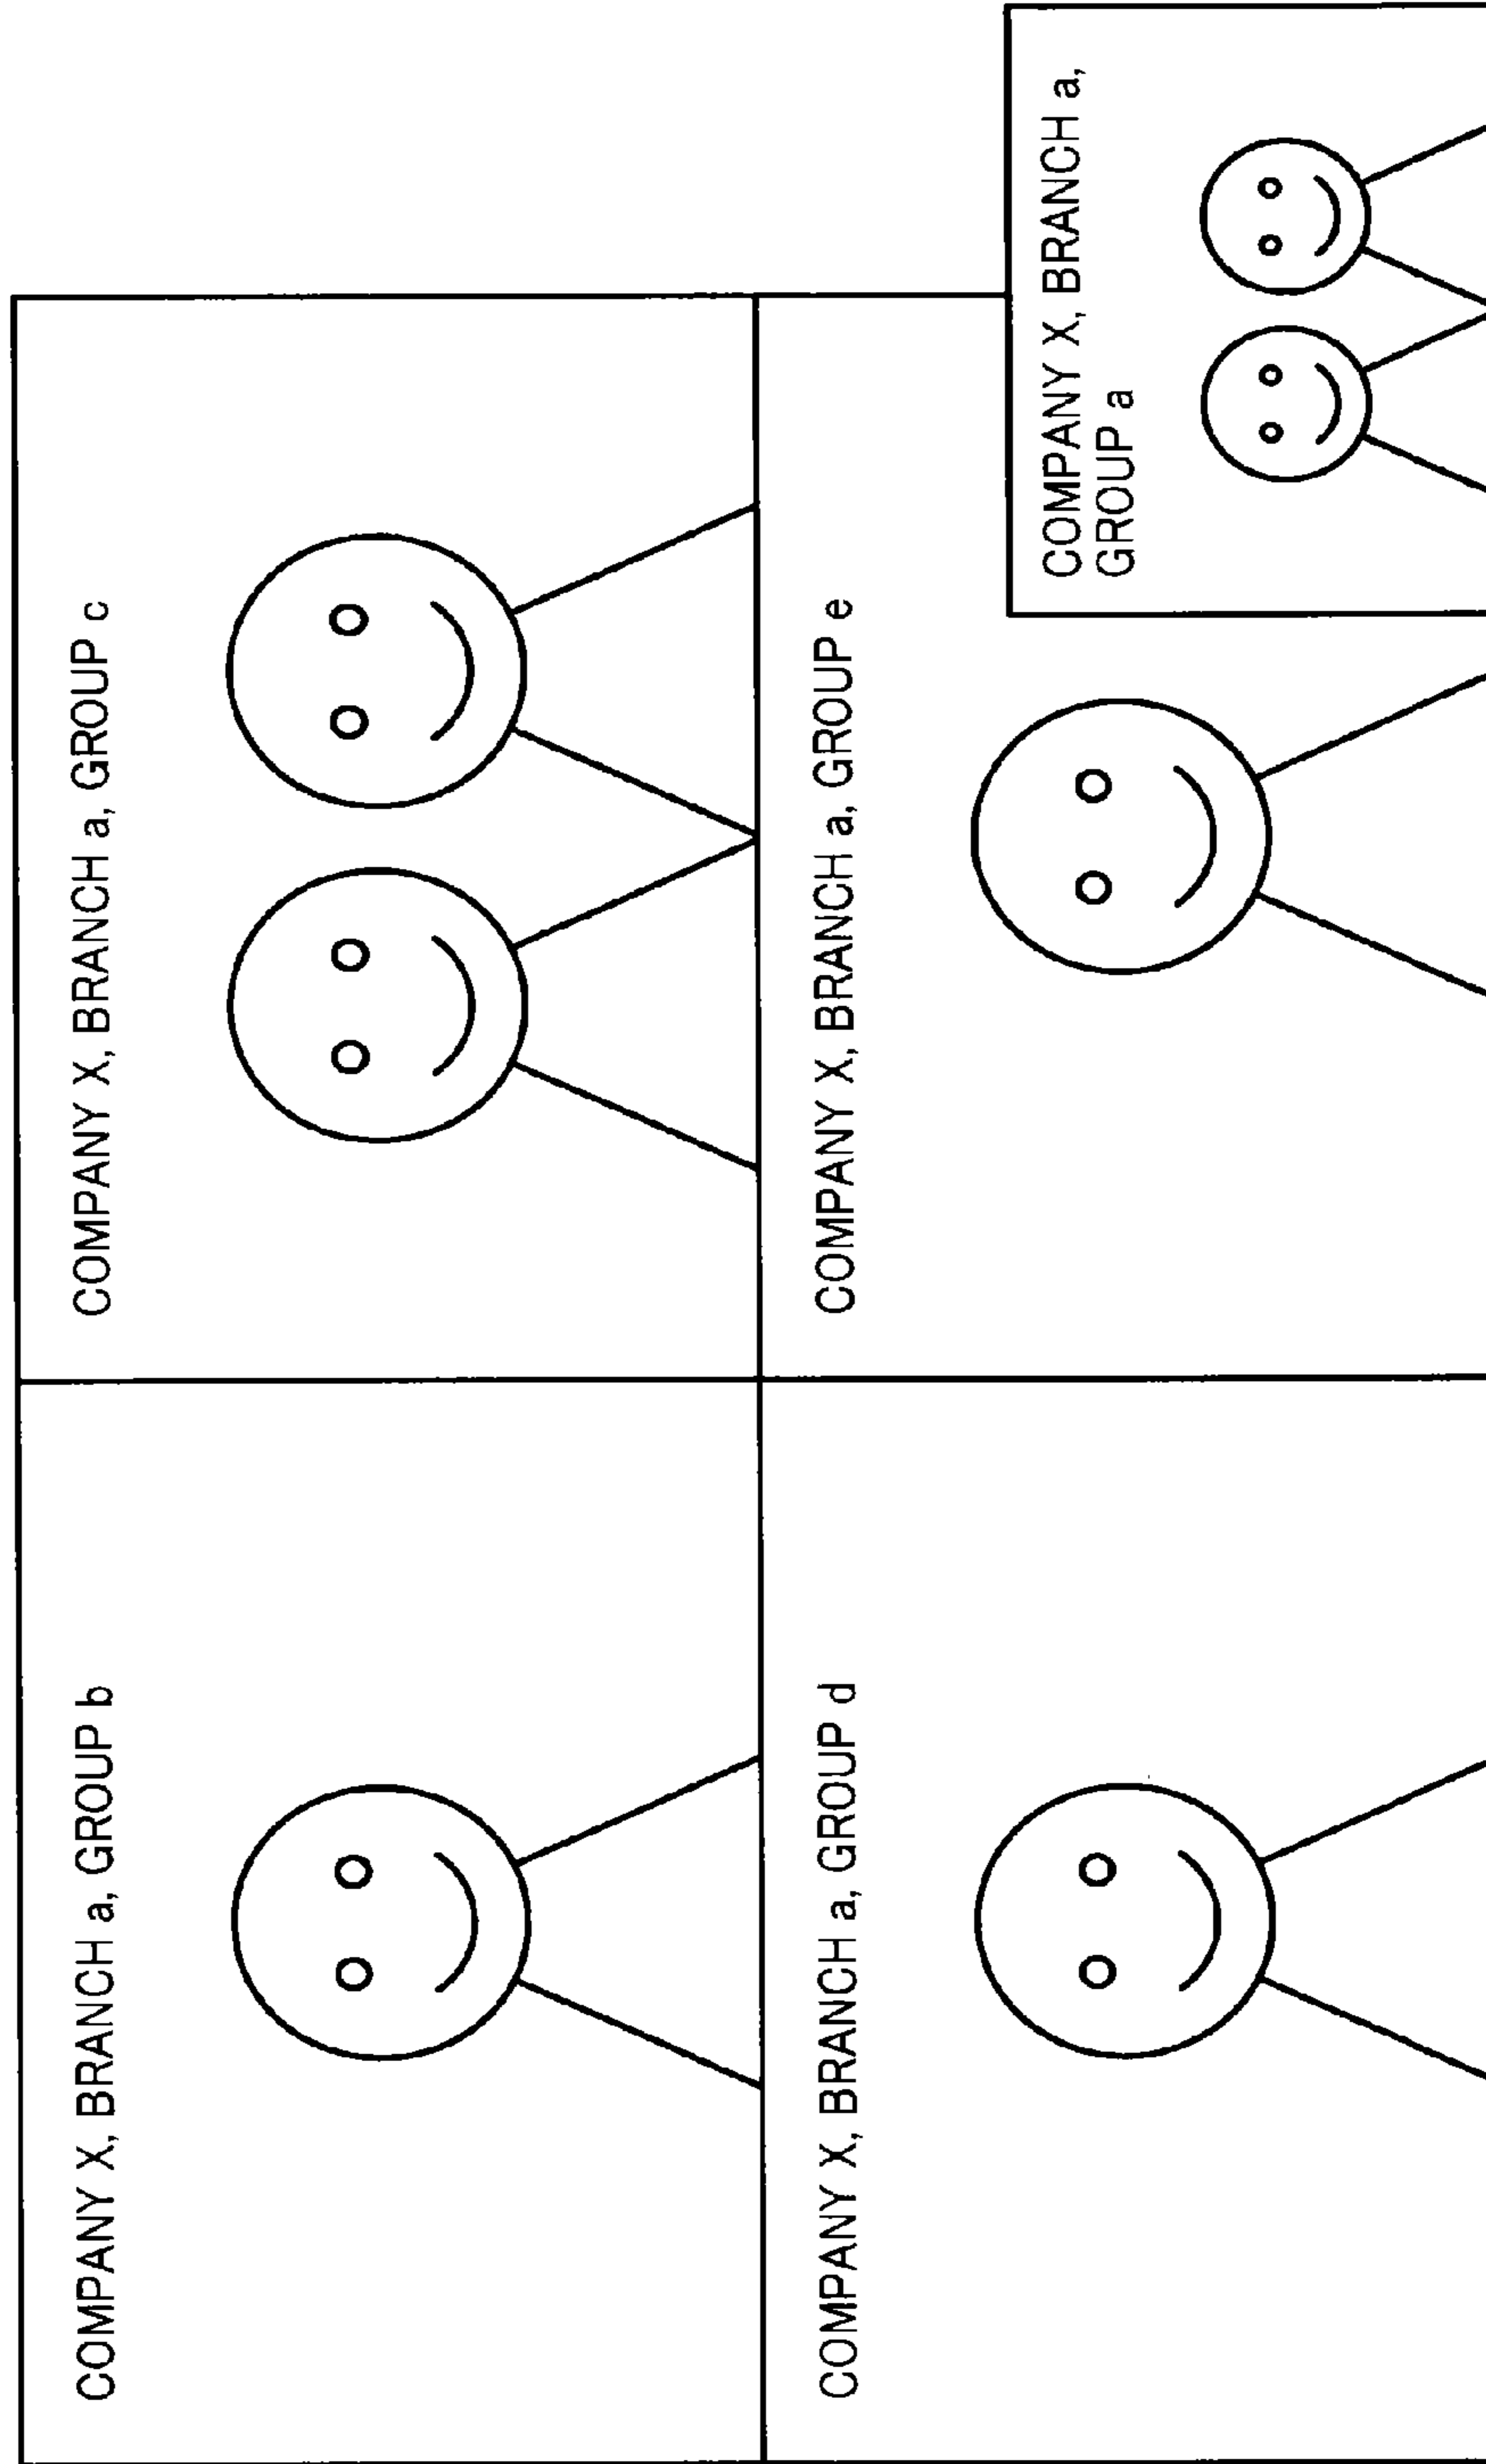 COMPANY X, BRANCH a, GROUP b
COMPANY X, BRANCH a, GROUP c
COMPANY X, BRANCH a, GROUP d
COMPANY X, BRANCH a, GROUP e
COMPANY X, BRANCH a,
GROUP a